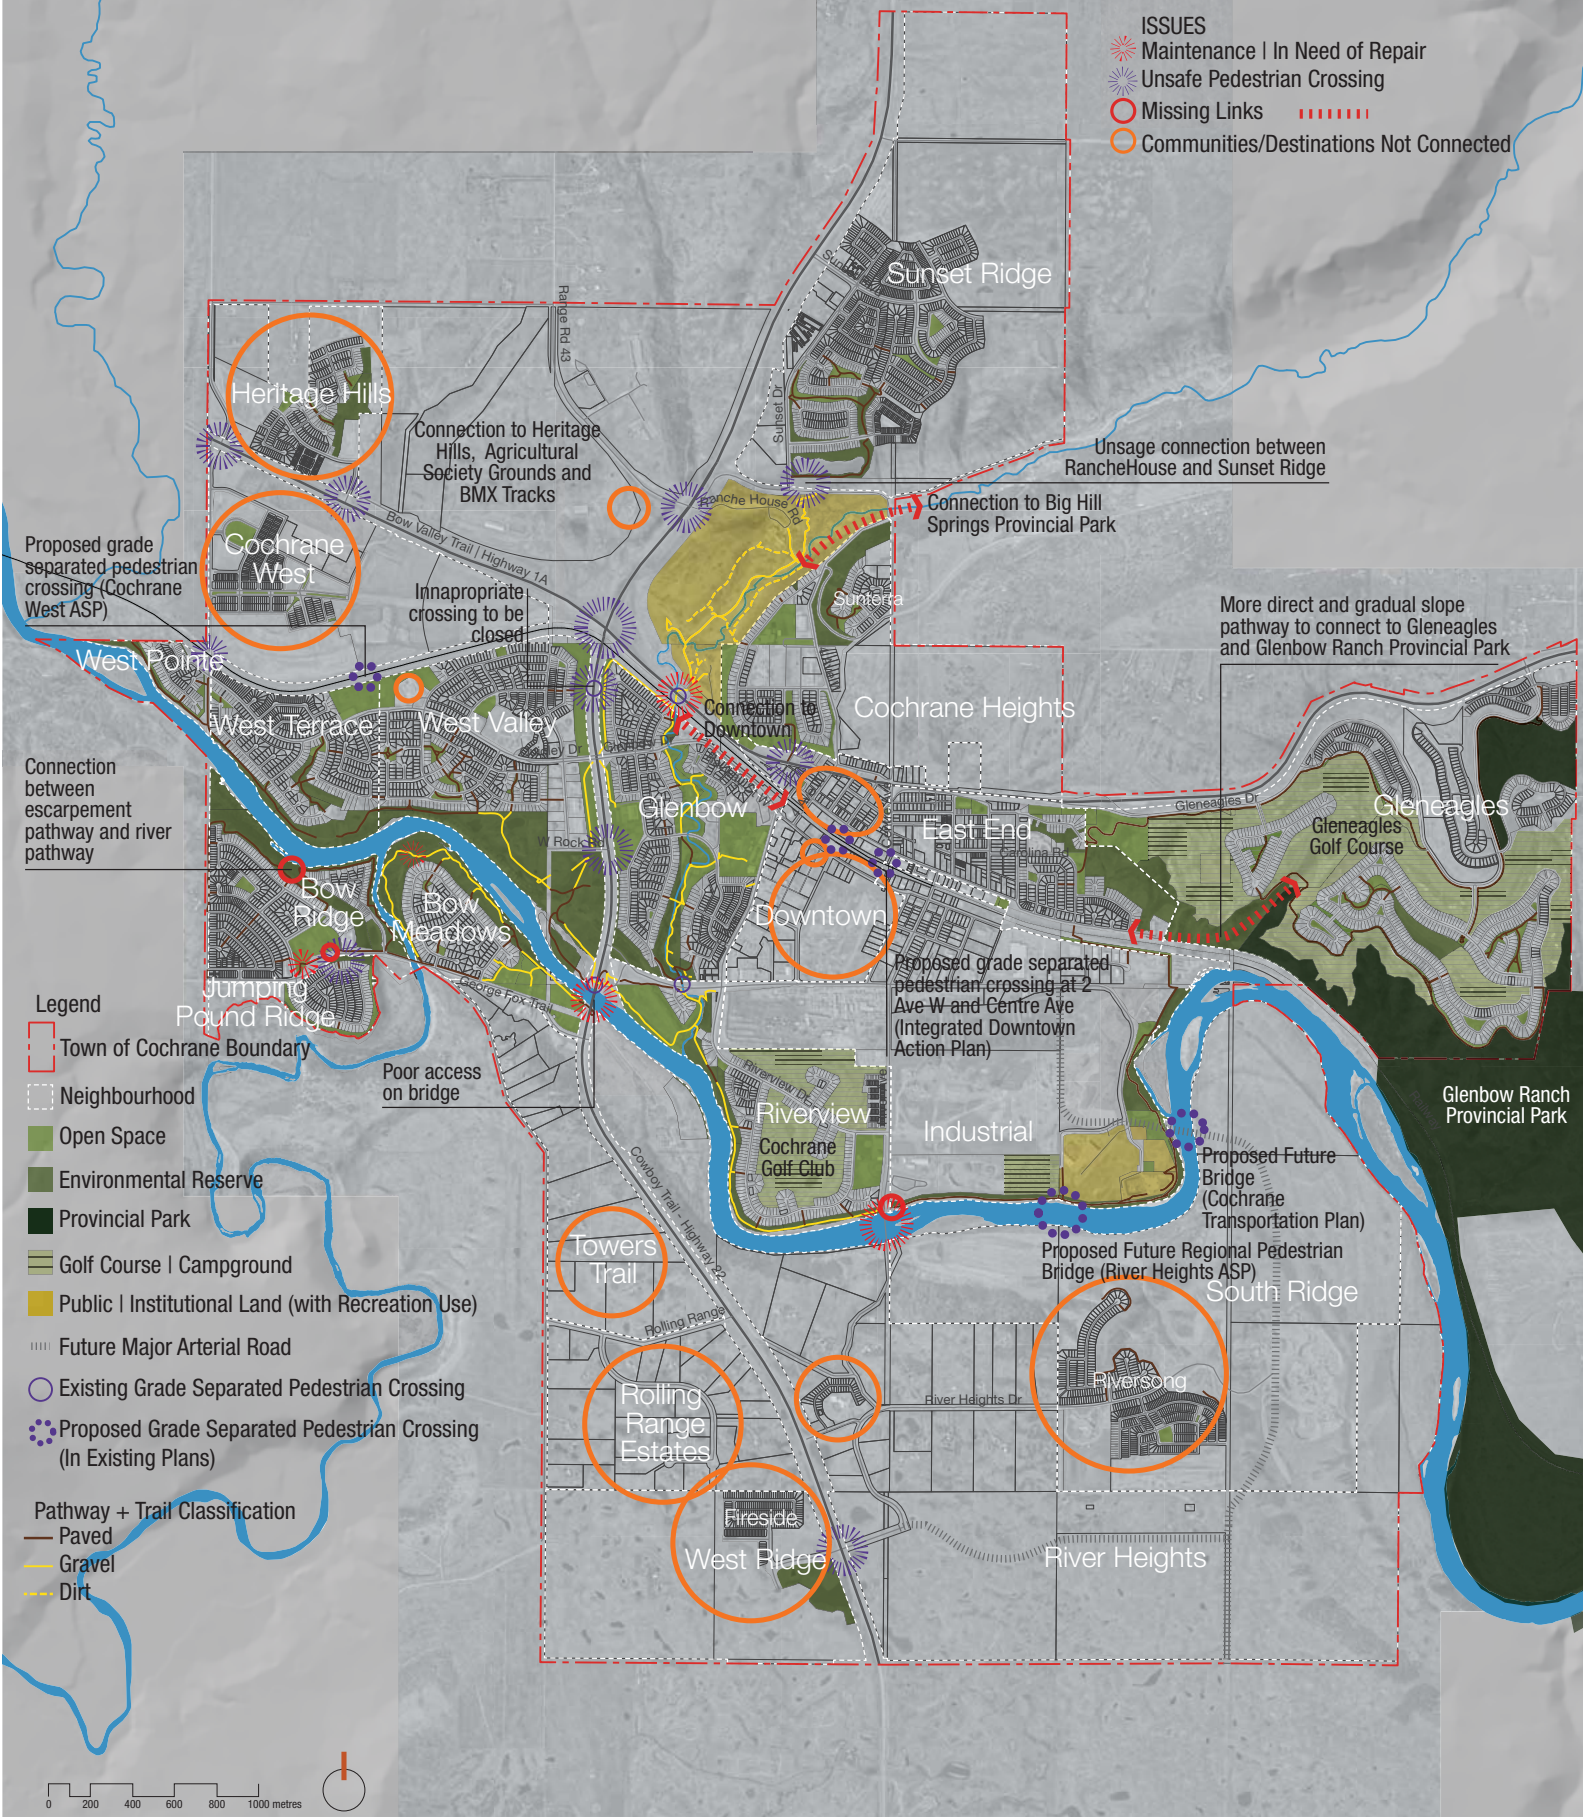 ISSUES
Maintenance | In Need of Repair
Unsafe Pedestrian Crossing
Missing Links
Communities/Destinations Not Connected
Sunset Ridge
Range Rd 43
Sunset Dr
Heritage Hills
Connection to Heritage
Hills, Agricultural
Society Grounds and
BMX Tracks
Unsage connection between
RancheHouse and Sunset Ridge
Ranche House Rd
Connection to Big Hill
Springs Provincial Park
Bow Valley Trail | Highway 1A
Cochrane
West
Proposed grade
separated pedestrian
crossing (Cochrane
West ASP)
Innapropriate
crossing to be
closed
Sunterra
More direct and gradual slope
pathway to connect to Gleneagles
and Glenbow Ranch Provincial Park
West Pointe
West Terrace
West Valley
Connection to
Downtown
Cochrane Heights
Connection
between
escarpement
pathway and river
pathway
Glenbow
Gleneagles Dr
Gleneagles
Gleneagles
Golf Course
East End
W Rock
Bow
Ridge
Bow
Meadows
Downtown
Proposed grade separated
pedestrian crossing at 2
Ave W and Centre Ave
(Integrated Downtown
Action Plan)
George Fox Trail
Jumping
Pound Ridge
Legend
Town of Cochrane Boundary
Neighbourhood
Open Space
Environmental Reserve
Provincial Park
Golf Course | Campground
Public | Institutional Land (with Recreation Use)
Future Major Arterial Road
Existing Grade Separated Pedestrian Crossing
Proposed Grade Separated Pedestrian Crossing
(In Existing Plans)
Pathway + Trail Classification
Paved
Gravel
Dirt
Poor access
on bridge
Riverview Dr
Riverview
Cochrane
Golf Club
Industrial
Glenbow Ranch
Provincial Park
Proposed Future
Bridge
(Cochrane
Transportation Plan)
Proposed Future Regional Pedestrian
Bridge (River Heights ASP)
South Ridge
Cowboy Trail - Highway 22
Towers
Trail
Rolling Range
Rolling
Range
Estates
River Heights Dr
Riversong
Fireside
West Ridge
River Heights
0 200 400 600 800 1000 metres